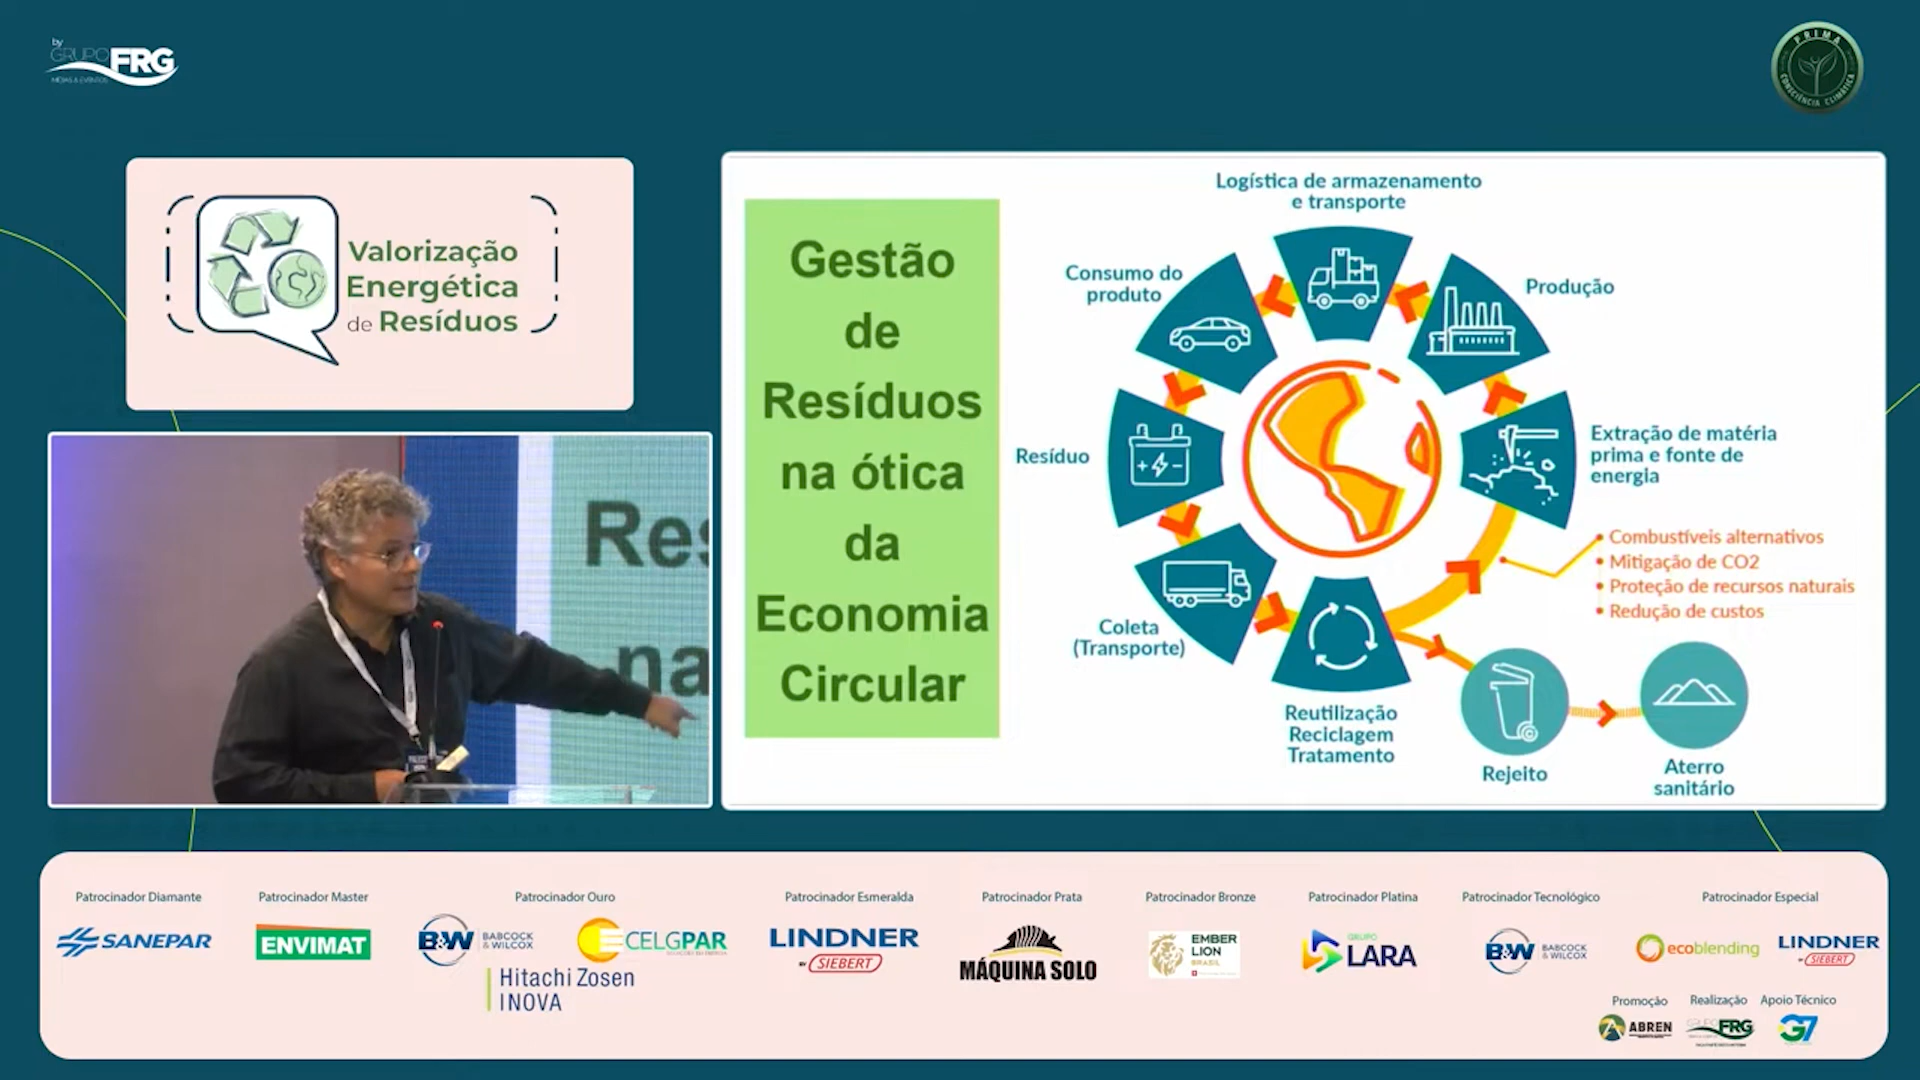 by
GRUPO FRG
MÍDIAS & EVENTOS
PRIMA
CONSCIÊNCIA CLIMÁTICA
Valorização
Energética
de Resíduos
Res
na
Gestão
de
Resíduos
na ótica
da
Economia
Circular
Logística de armazenamento
e transporte
Consumo do
produto
Produção
Resíduo
Extração de matéria
prima e fonte de
energia
• Combustíveis alternativos
• Mitigação de CO2
• Proteção de recursos naturais
• Redução de custos
Coleta
(Transporte)
Reutilização
Reciclagem
Tratamento
Rejeito
Aterro
sanitário
Patrocinador Diamante
SANEPAR
Patrocinador Master
ENVIMAT
Patrocinador Ouro
B&W BABCOCK
& WILCOX
CELGPAR
Hitachi Zosen
INOVA
Patrocinador Esmeralda
LINDNER
BY SIEBERT
Patrocinador Prata
MÁQUINA SOLO
Patrocinador Bronze
EMBER
LION
BRASIL
Patrocinador Platina
GRUPO
LARA
Patrocinador Tecnológico
B&W BABCOCK
& WILCOX
Patrocinador Especial
ecoblending
LINDNER
BY SIEBERT
Promoção
ABREN
Realização
GRUPO FRG
Apoio Técnico
G7